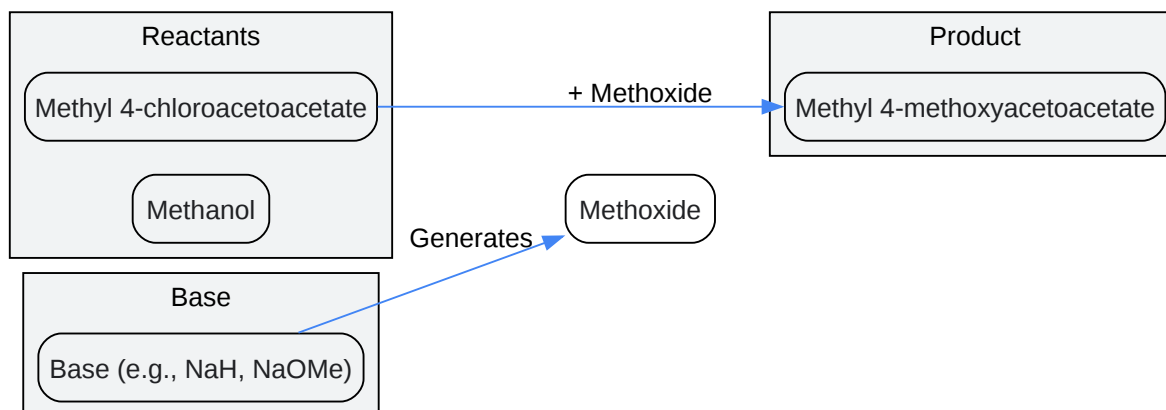 Reactants
Product
Methyl 4-chloroacetoacetate
+ Methoxide
Methyl 4-methoxyacetoacetate
Methanol
Methoxide
Generates
Base
Base (e.g., NaH, NaOMe)